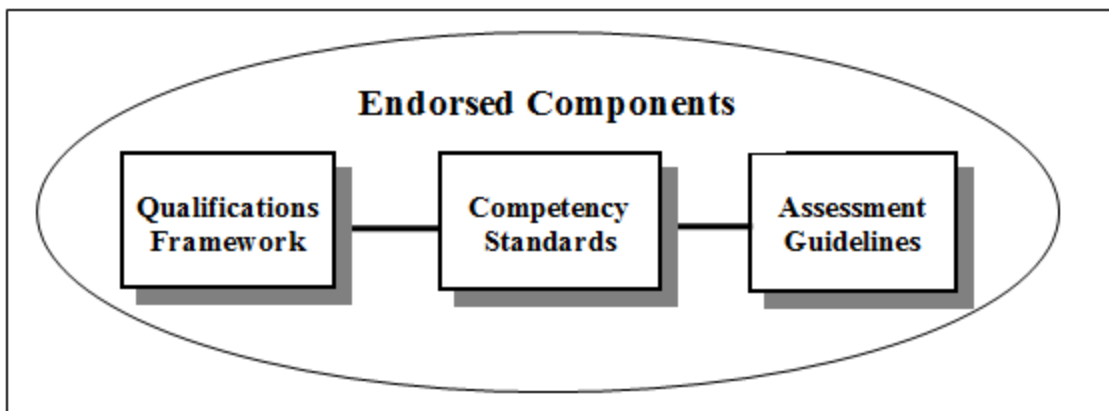 Endorsed Components
Qualifications
Framework
Competency
Standards
Assessment
Guidelines